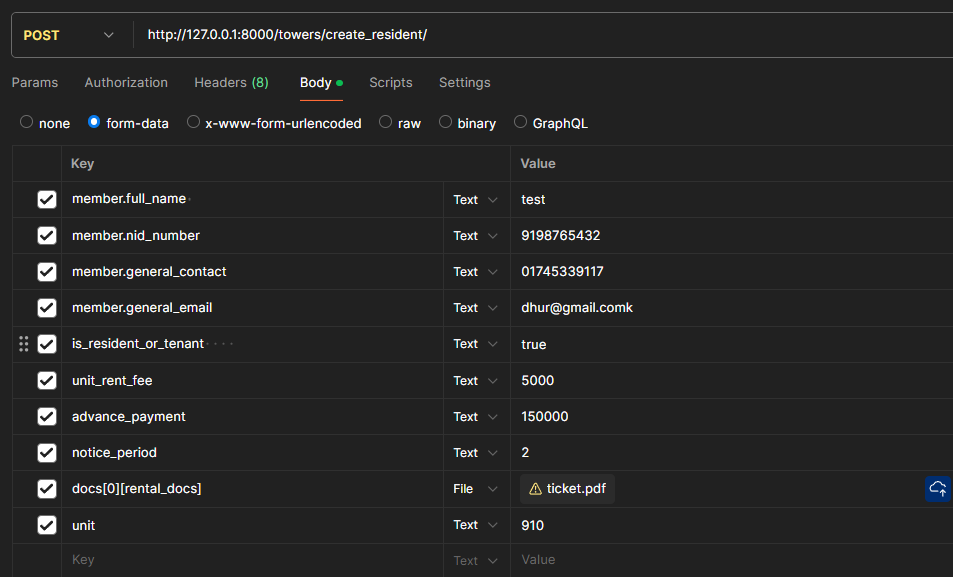 POST http://127.0.0.1:8000/towers/create_resident/
Params Authorization Headers (8) Body Scripts Settings
none form-data x-www-form-urlencoded raw binary GraphQL
Key Value
member.full_name Text test
member.nid_number Text 9198765432
member.general_contact Text 01745339117
member.general_email Text dhur@gmail.comk
is_resident_or_tenant Text true
unit_rent_fee Text 5000
advance_payment Text 150000
notice_period Text 2
docs[0][rental_docs] File ticket.pdf
unit Text 910
Key Text Value